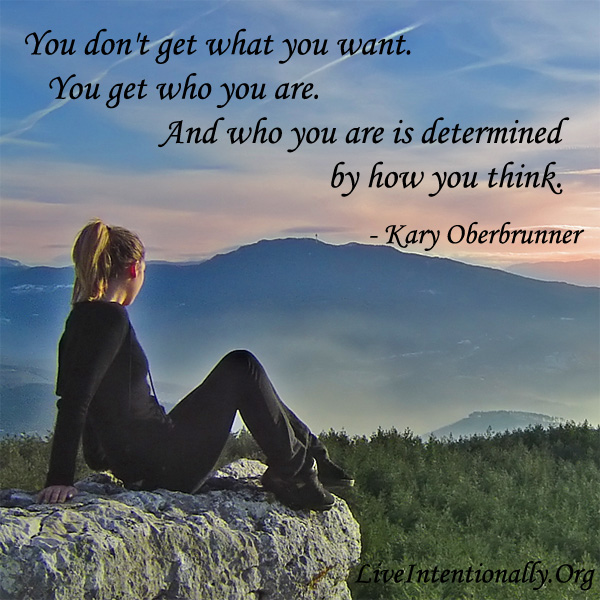 You don't get what you want.
You get who you are.
And who you are is determined
by how you think.
- Kary Oberbrunner
LiveIntentionally.Org